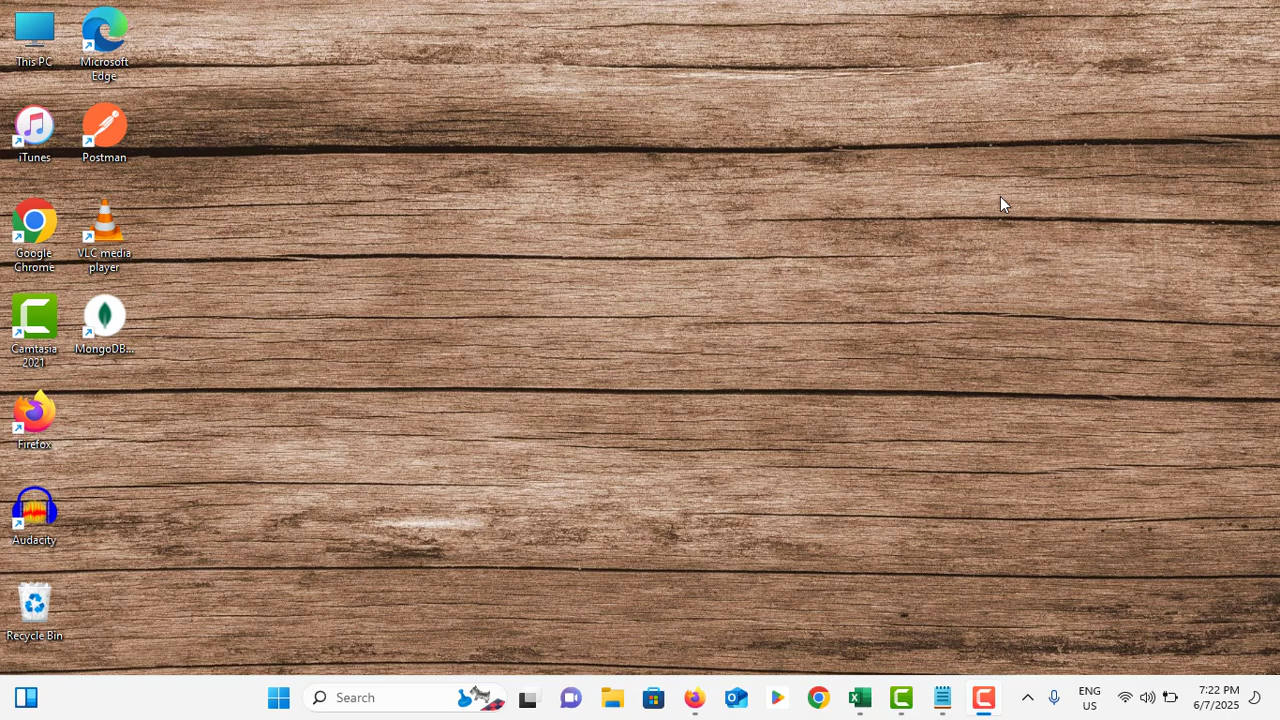 This PC
Microsoft
Edge
iTunes
Postman
Google
Chrome
VLC media
player
Camtasia
2021
MongoDB...
Firefox
Audacity
Recycle Bin
Search
ENG
US
7:22 PM
6/7/2025